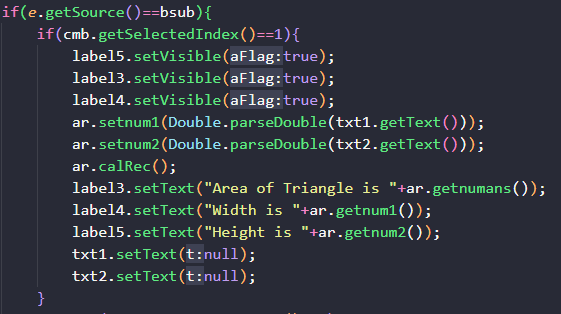 if(e.getSource()==bsub){
if(cmb.getSelectedIndex()==1){
label5.setVisible(aFlag:true);
label3.setVisible(aFlag:true);
label4.setVisible(aFlag:true);
ar.setnum1(Double.parseDouble(txt1.getText()));
ar.setnum2(Double.parseDouble(txt2.getText()));
ar.calRec();
label3.setText("Area of Triangle is "+ar.getnumans());
label4.setText("Width is "+ar.getnum1());
label5.setText("Height is "+ar.getnum2());
txt1.setText(t:null);
txt2.setText(t:null);
}